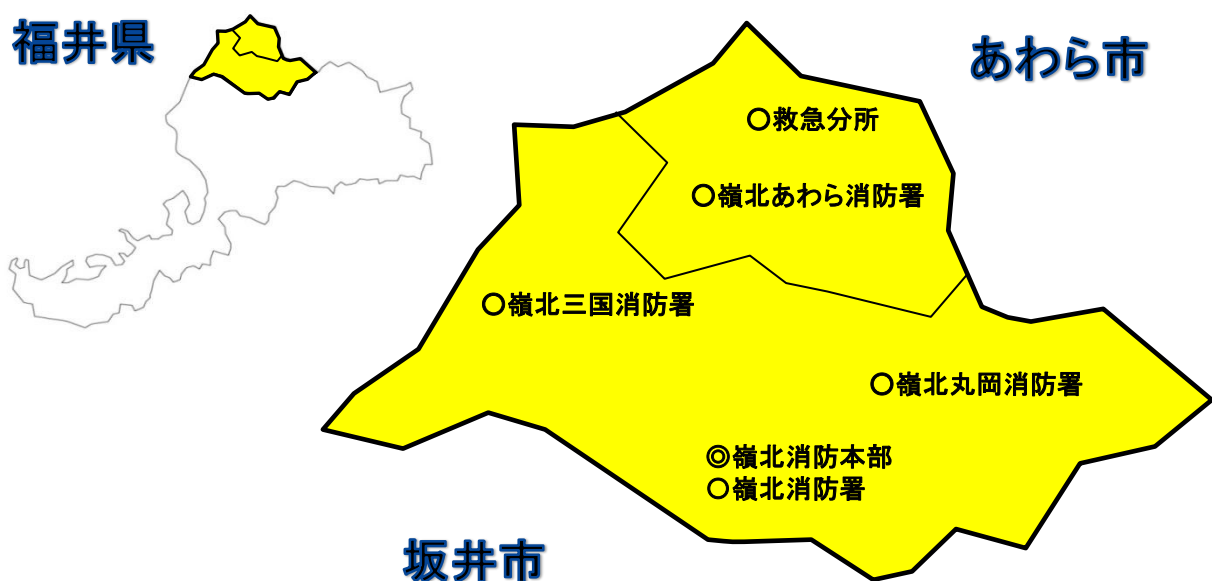 福井県
あわら市
○救急分所
○嶺北あわら消防署
○嶺北三国消防署
○嶺北丸岡消防署
◎嶺北消防本部
○嶺北消防署
坂井市